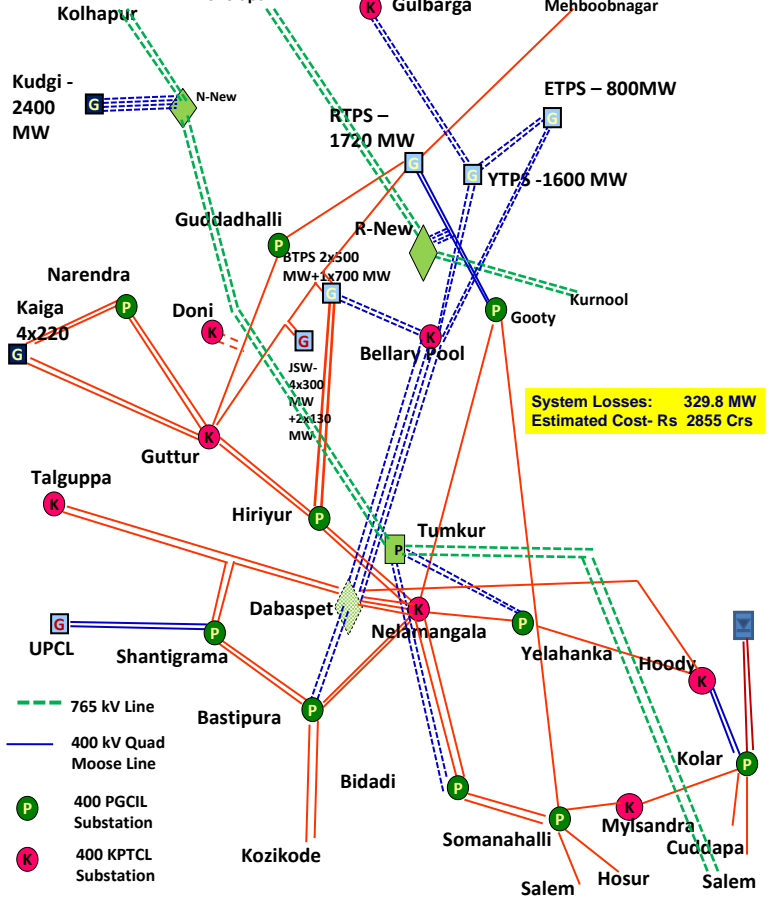 Kolhapur
Gulbarga
K
Mehboobnagar
Kudgi -
2400
MW
G
N-New
ETPS – 800MW
G
RTPS –
1720 MW
G
G
YTPS -1600 MW
Guddadhalli
P
R-New
BTPS 2x500
MW+1x700 MW
G
Narendra
P
Kaiga
4x220
G
Doni
K
G
JSW-
4x300
MW
+2x130
MW
K
Bellary Pool
P
Gooty
Kurnool
System Losses: 329.8 MW
Estimated Cost- Rs 2855 Crs
K
Guttur
Talguppa
K
Hiriyur
P
Tumkur
P
Dabaspet
K
Nelamangala
P
Yelahanka
G
UPCL
P
Shantigrama
Hoody
K
765 kV Line
Bastipura
P
400 kV Quad
Moose Line
Kolar
P
Bidadi
P
P
400 PGCIL
Substation
Somanahalli
P
K
Mylsandra
Cuddapa
K
400 KPTCL
Substation
Kozikode
Salem
Hosur
Salem